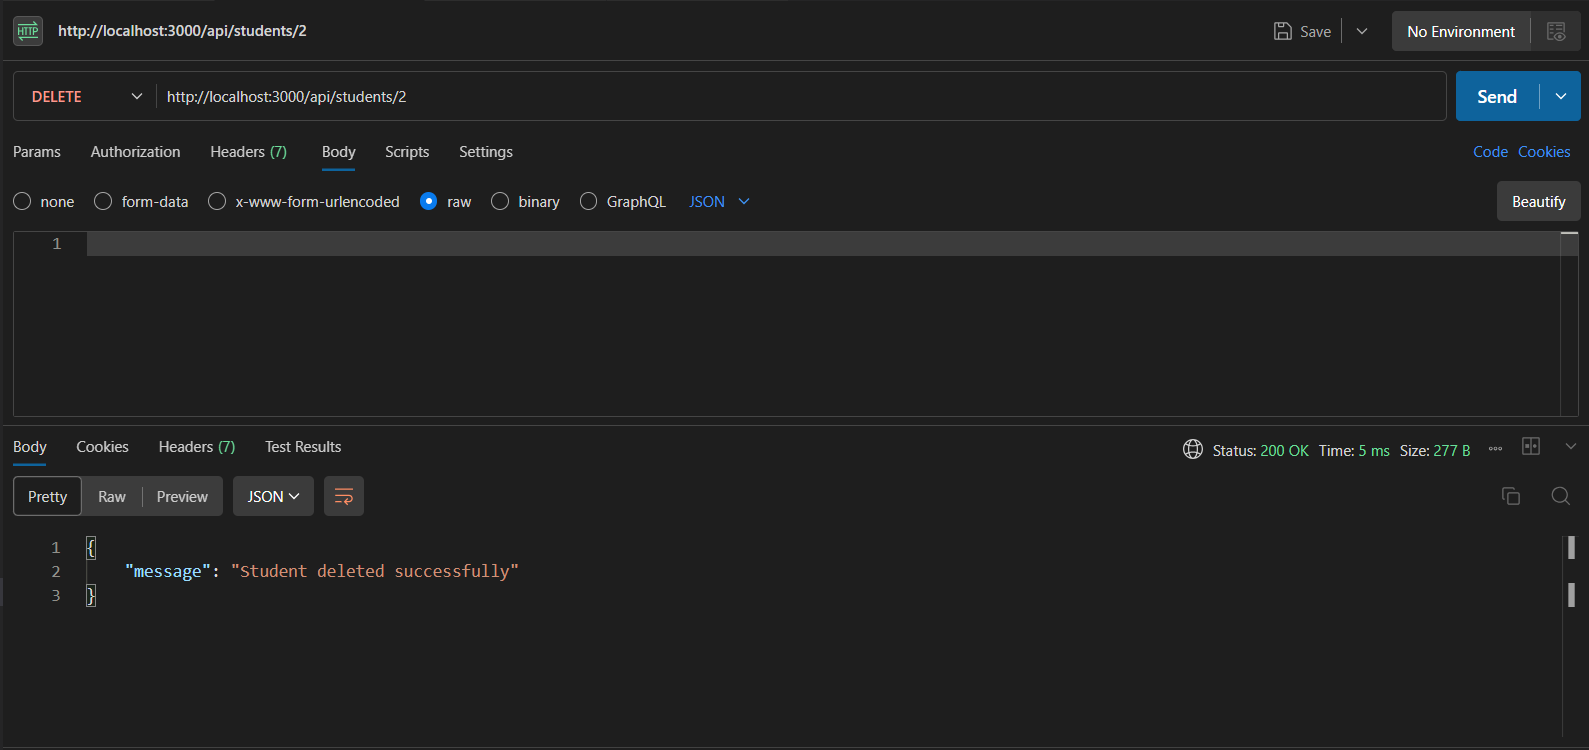 HTTP http://localhost:3000/api/students/2 Save No Environment
DELETE http://localhost:3000/api/students/2 Send
Params Authorization Headers (7) Body Scripts Settings Code Cookies
none form-data x-www-form-urlencoded raw binary GraphQL JSON Beautify
1
Body Cookies Headers (7) Test Results Status: 200 OK Time: 5 ms Size: 277 B
Pretty Raw Preview JSON
1 {
2 "message": "Student deleted successfully"
3 }